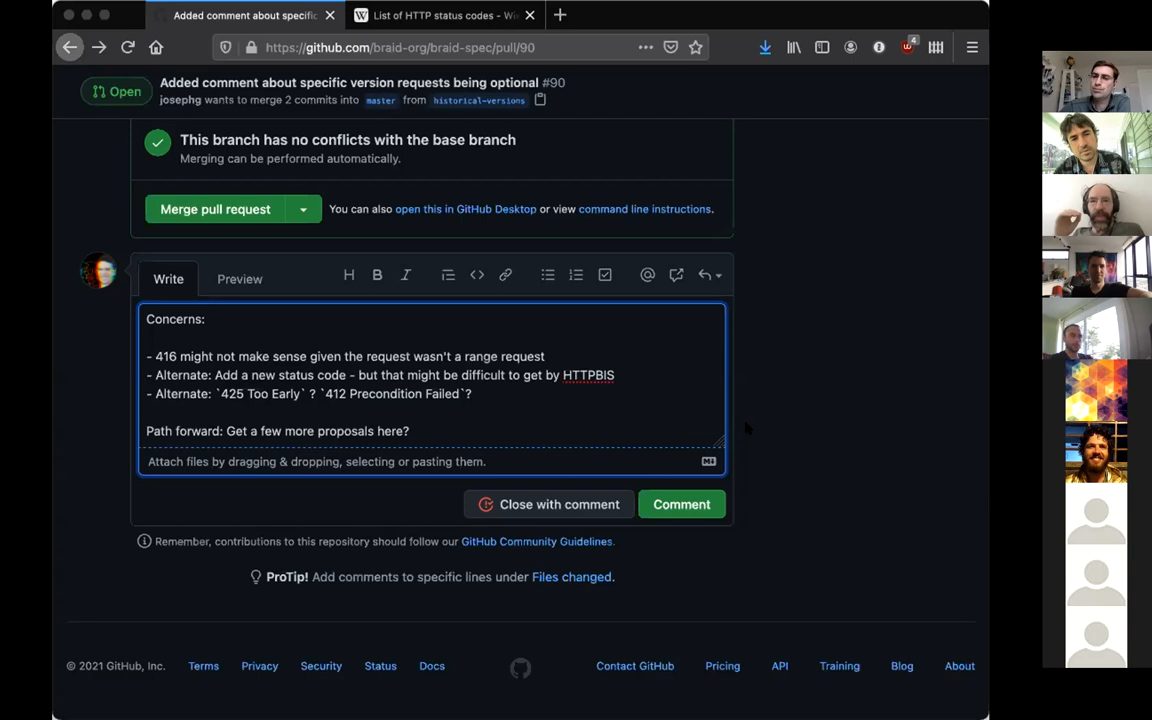 Added comment about specific
List of HTTP status codes - Wi
https://github.com/braid-org/braid-spec/pull/90
4
Open
Added comment about specific version requests being optional #90
josephg wants to merge 2 commits into master from historical-versions
This branch has no conflicts with the base branch
Merging can be performed automatically.
Merge pull request
You can also open this in GitHub Desktop or view command line instructions.
Write
Preview
Concerns:
- 416 might not make sense given the request wasn't a range request
- Alternate: Add a new status code - but that might be difficult to get by HTTPBIS
- Alternate: `425 Too Early` ? `412 Precondition Failed`?
Path forward: Get a few more proposals here?
Attach files by dragging & dropping, selecting or pasting them.
Close with comment
Comment
Remember, contributions to this repository should follow our GitHub Community Guidelines.
ProTip! Add comments to specific lines under Files changed.
© 2021 GitHub, Inc.
Terms
Privacy
Security
Status
Docs
Contact GitHub
Pricing
API
Training
Blog
About